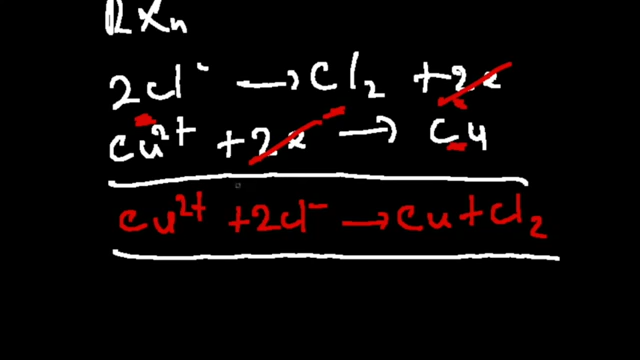 RXn
2Cl⁻ → Cl₂ + 2e
Cu²⁺ + 2e⁻ → Cu
Cu²⁺ + 2Cl⁻ → Cu + Cl₂